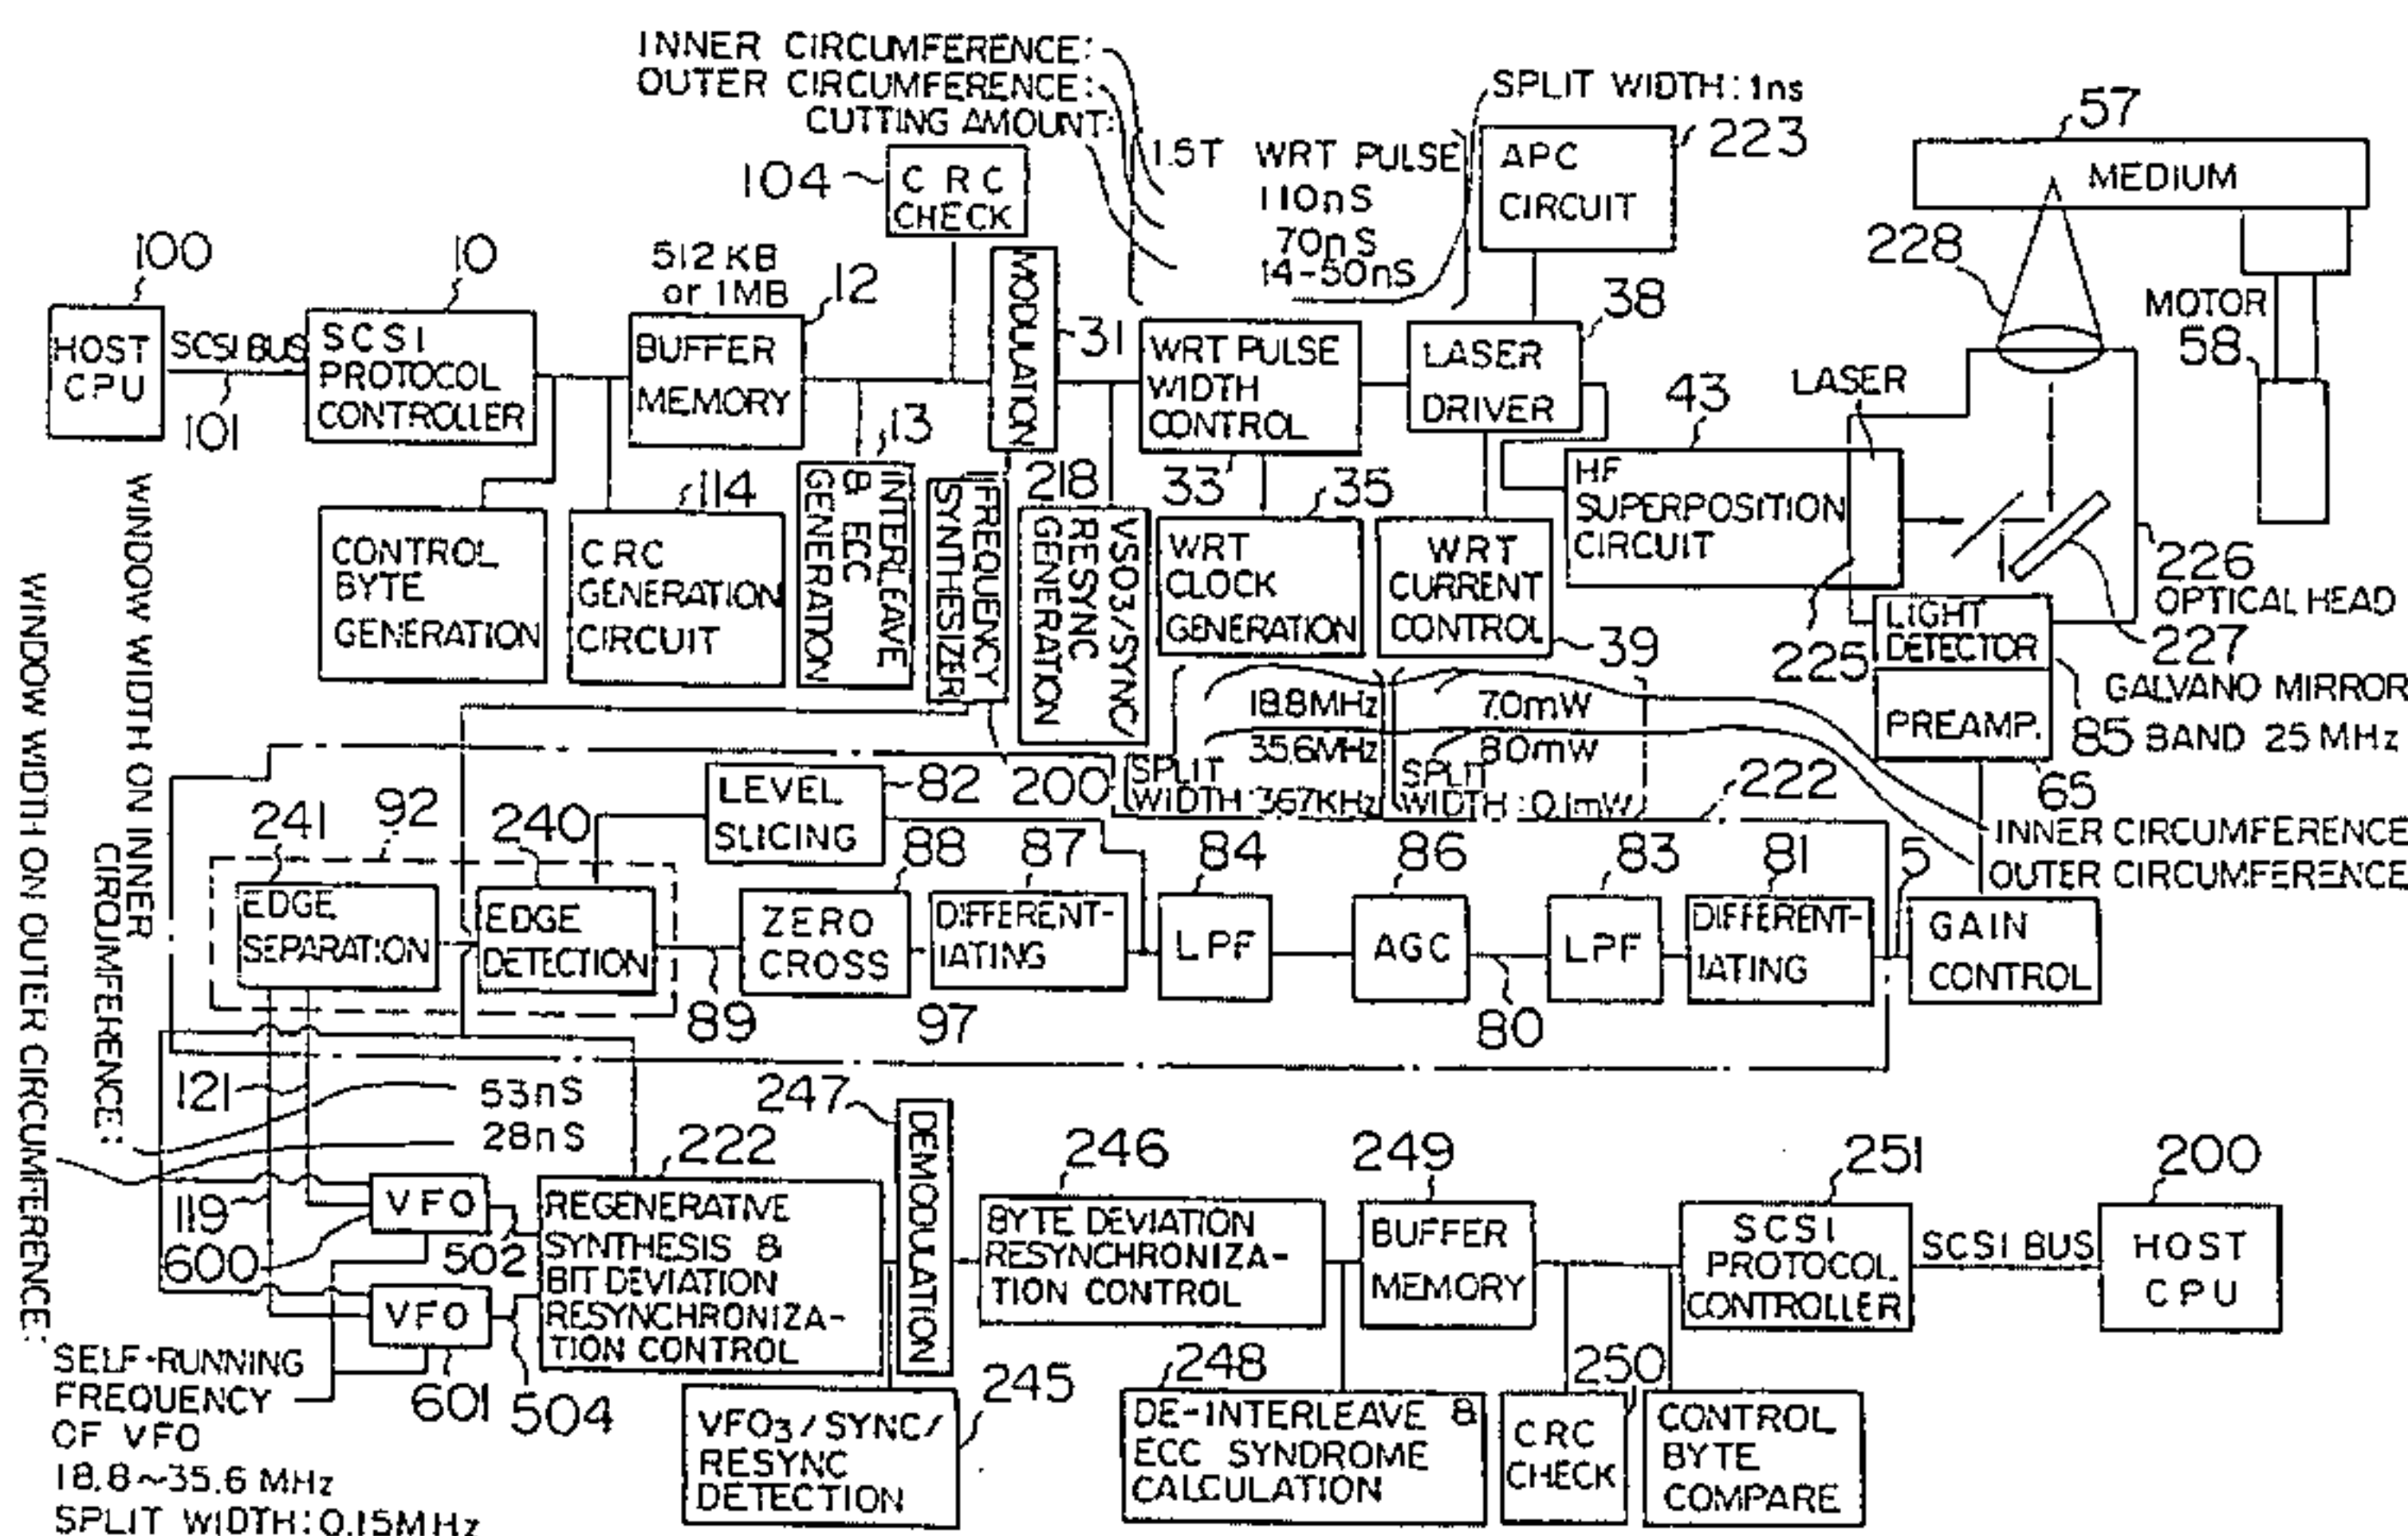 INNER CIRCUMFERENCE:
OUTER CIRCUMFERENCE:
CUTTING AMOUNT:
1.5T WRT PULSE
110nS
70nS
14-50nS
SPLIT WIDTH: 1ns
223
APC
CIRCUIT
57
MEDIUM
228
MOTOR
58
104
CRC
CHECK
100
HOST
CPU
SCSI BUS
101
10
SCSI
PROTOCOL
CONTROLLER
512 KB
or 1MB
12
BUFFER
MEMORY
MODULATION
31
WRT PULSE
WIDTH
CONTROL
33
38
LASER
DRIVER
LASER
43
HF
SUPERPOSITION
CIRCUIT
225
226
OPTICAL HEAD
227
GALVANO MIRROR
LIGHT
DETECTOR
85 BAND 25 MHz
PREAMP.
65
CONTROL
BYTE
GENERATION
114
CRC
GENERATION
CIRCUIT
13
INTERLEAVE
& ECC
GENERATION
FREQUENCY
SYNTHESIZER
200
218
VSO3/SYNC/
RESYNC
GENERATION
35
WRT
CLOCK
GENERATION
WRT
CURRENT
CONTROL
39
18.8MHz
35.6MHz
SPLIT
WIDTH: 367KHz
7.0mW
8.0mW
SPLIT
WIDTH: 0.1mW
222
INNER CIRCUMFERENCE
OUTER CIRCUMFERENCE
WINDOW WIDTH ON INNER
CIRCUMFERENCE:
WINDOW WIDTH ON OUTER CIRCUMFERENCE:
92
241
EDGE
SEPARATION
240
EDGE
DETECTION
89
82
LEVEL
SLICING
88
ZERO
CROSS
87
DIFFERENT-
IATING
97
84
LPF
86
AGC
80
83
LPF
81
DIFFERENT-
IATING
5
GAIN
CONTROL
121
53nS
28nS
119
600
VFO
502
VFO
601
504
222
REGENERATIVE
SYNTHESIS &
BIT DEVIATION
RESYNCHRONIZA-
TION CONTROL
247
DEMODULATION
245
VFO3/SYNC/
RESYNC
DETECTION
246
BYTE DEVIATION
RESYNCHRONIZA-
TION CONTROL
249
BUFFER
MEMORY
248
DE-INTERLEAVE &
ECC SYNDROME
CALCULATION
250
CRC
CHECK
CONTROL
BYTE
COMPARE
251
SCSI
PROTOCOL
CONTROLLER
SCSI BUS
200
HOST
CPU
SELF-RUNNING
FREQUENCY
OF VFO
18.8~35.6 MHz
SPLIT WIDTH: 0.15MHz